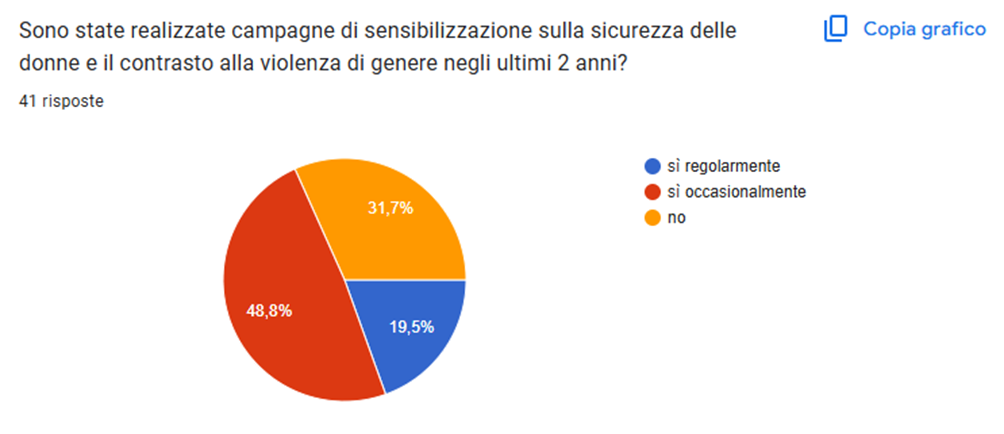 Sono state realizzate campagne di sensibilizzazione sulla sicurezza delle
donne e il contrasto alla violenza di genere negli ultimi 2 anni?
Copia grafico
41 risposte
sì regolarmente
sì occasionalmente
no
31,7%
48,8%
19,5%